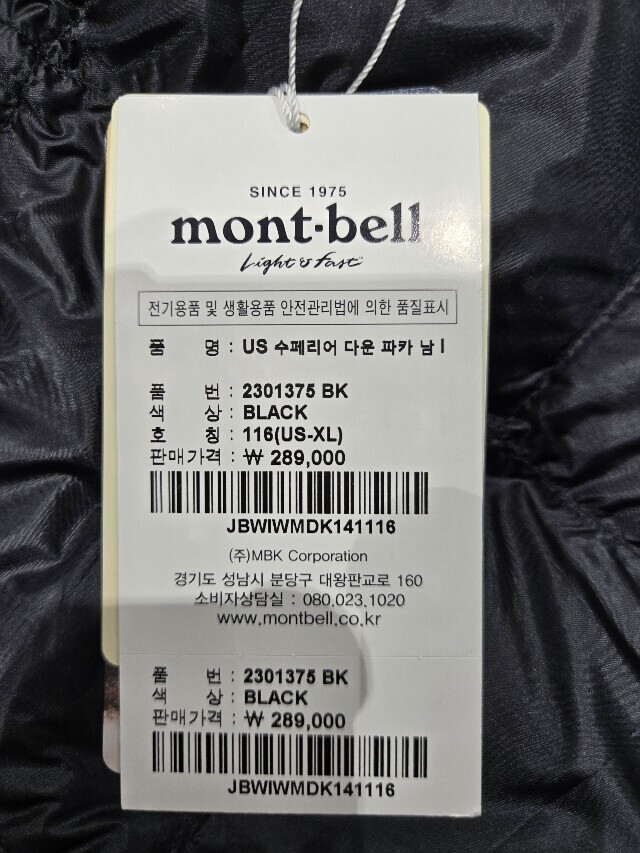 SINCE 1975
mont-bell
Light & Fast
전기용품 및 생활용품 안전관리법에 의한 품질표시
품 명 : US 수페리어 다운 파카 남 I
품 번 : 2301375 BK
색 상 : BLACK
호 칭 : 116(US-XL)
판매가격 : ₩ 289,000
JBWIWMDK141116
(주)MBK Corporation
경기도 성남시 분당구 대왕판교로 160
소비자상담실 : 080.023.1020
www.montbell.co.kr
품 번 : 2301375 BK
색 상 : BLACK
판매가격 : ₩ 289,000
JBWIWMDK141116